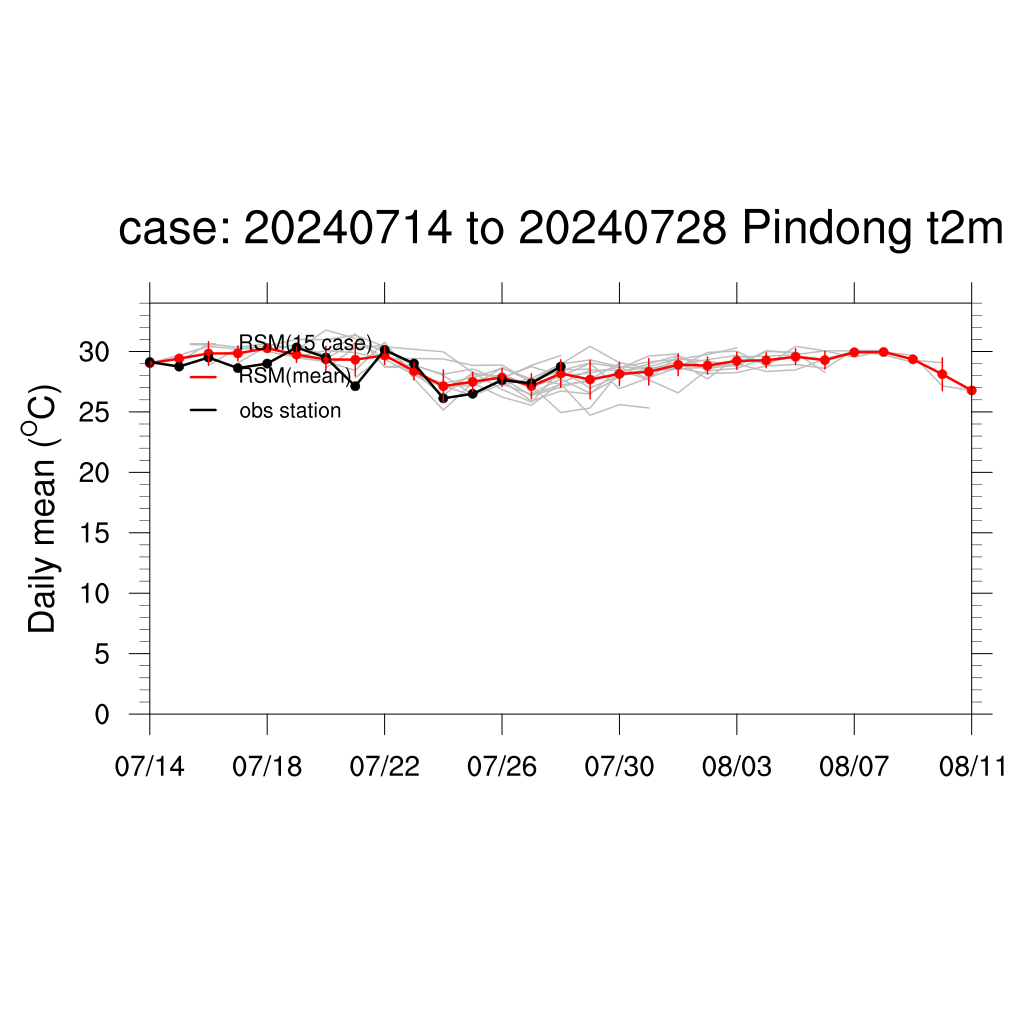 case: 20240714 to 20240728 Pindong t2m
Daily mean (°C)
30
25
20
15
10
5
0
RSM(15 case)
RSM(mean)
obs station
07/14 07/18 07/22 07/26 07/30 08/03 08/07 08/11